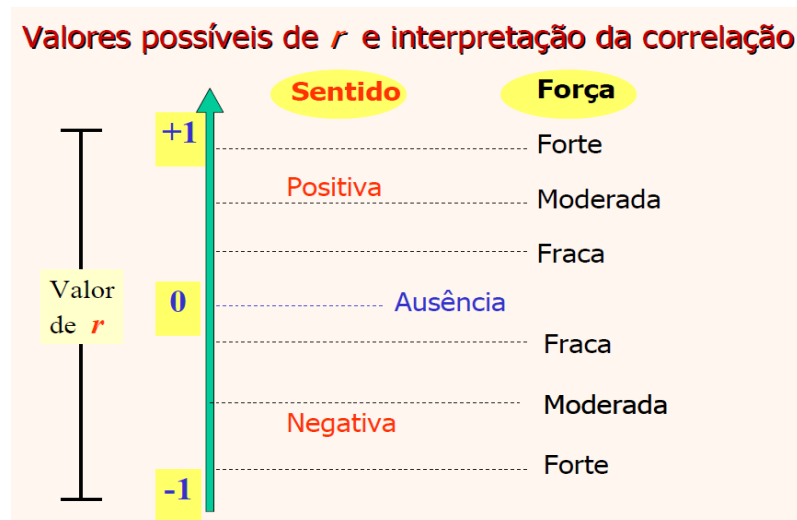 Valores possíveis de r e interpretação da correlação
Sentido Força
+1
Forte
Positiva
Moderada
Fraca
Valor
de r
0
Ausência
Fraca
Moderada
Negativa
Forte
-1